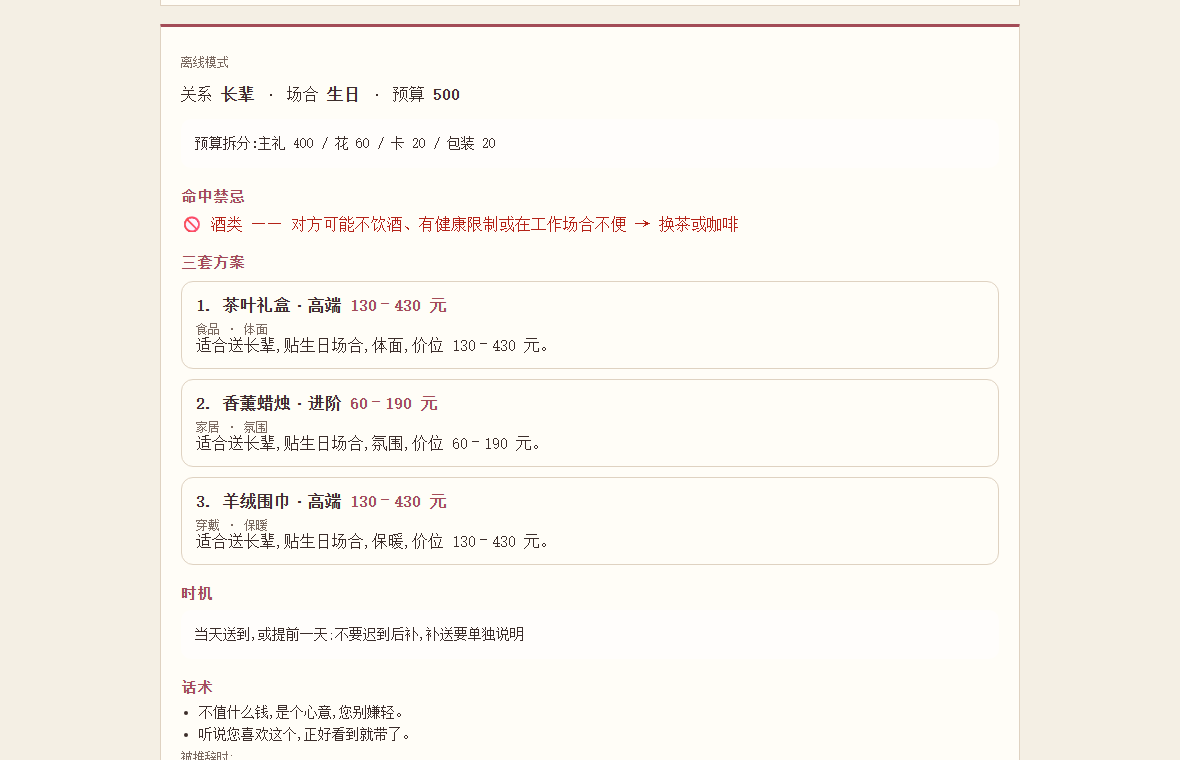 离线模式
关系 长辈 · 场合 生日 · 预算 500
预算拆分:主礼 400 / 花 60 / 卡 20 / 包装 20
命中禁忌
🚫 酒类 —— 对方可能不饮酒、有健康限制或在工作场合不便 → 换茶或咖啡
三套方案
1. 茶叶礼盒 · 高端 130–430 元
食品 · 体面
适合送长辈,贴生日场合,体面,价位 130–430 元。
2. 香薰蜡烛 · 进阶 60–190 元
家居 · 氛围
适合送长辈,贴生日场合,氛围,价位 60–190 元。
3. 羊绒围巾 · 高端 130–430 元
穿戴 · 保暖
适合送长辈,贴生日场合,保暖,价位 130–430 元。
时机
当天送到,或提前一天;不要迟到后补,补送要单独说明
话术
• 不值什么钱,是个心意,您别嫌轻。
• 听说您喜欢这个,正好看到就带了。
被推辞时: